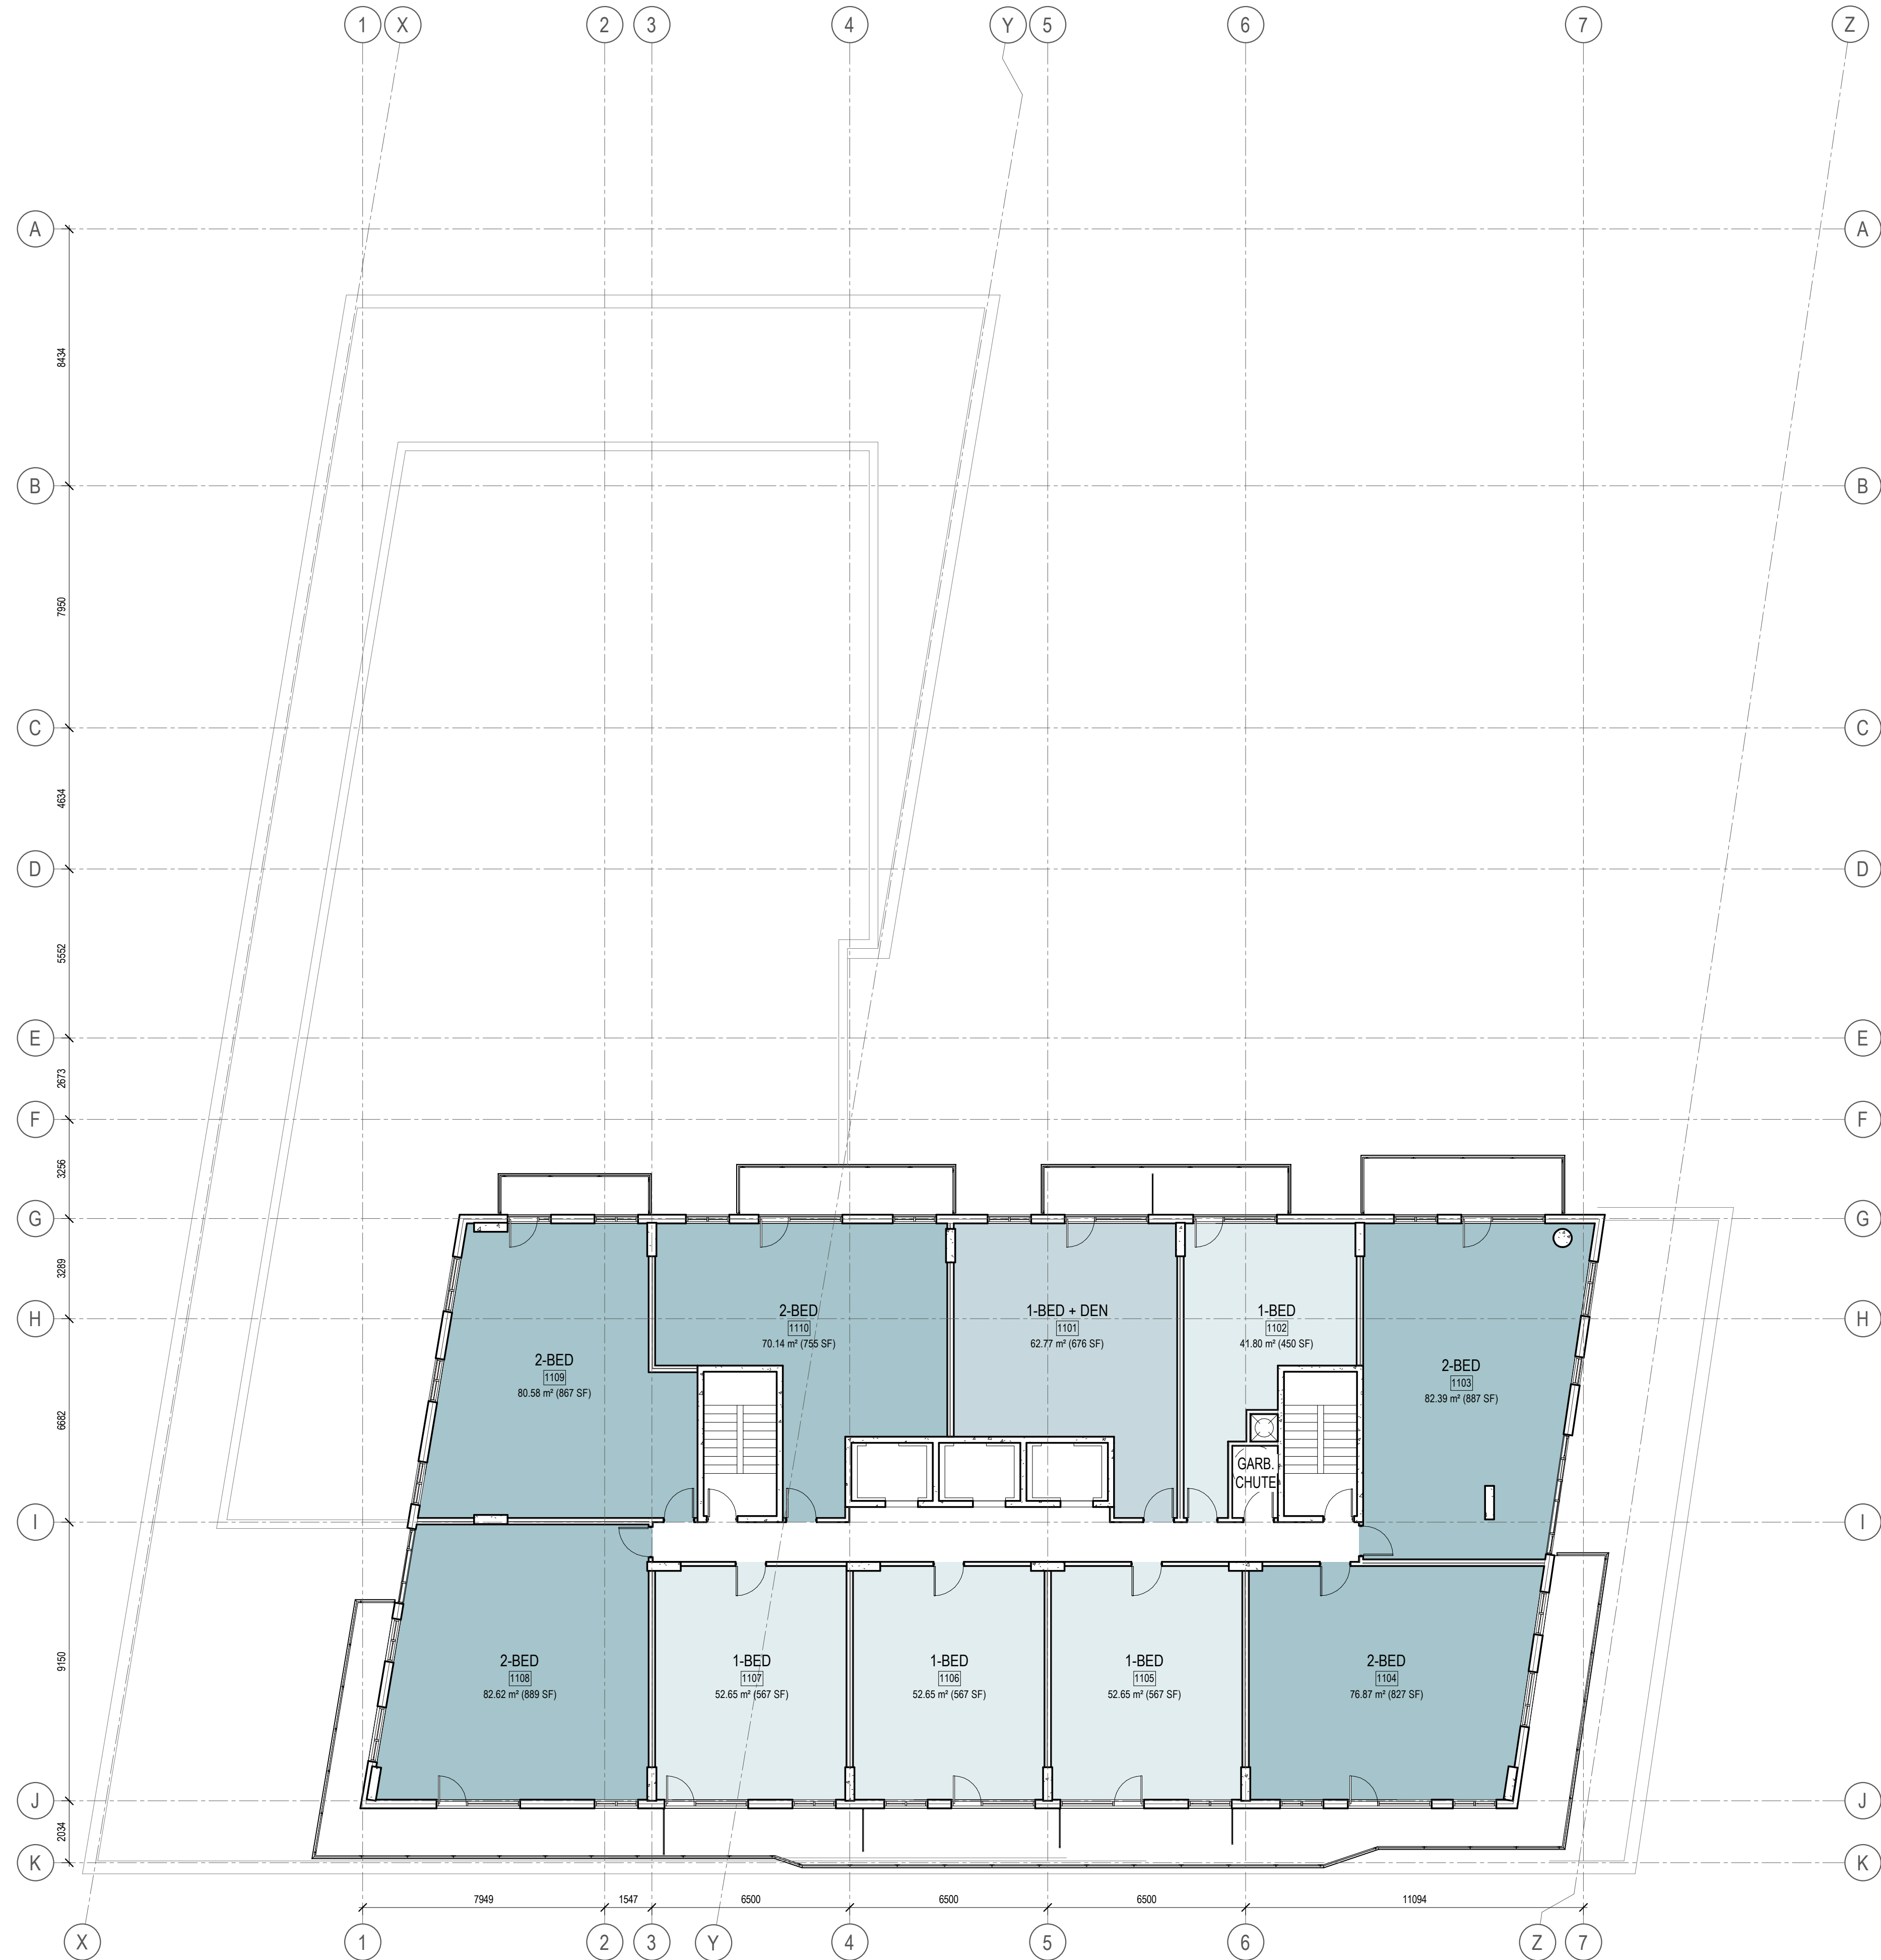 1 X 2 3 4 Y 5 6 7 Z
A A
8434
B B
7950
C C
4634
D D
5552
E E
2673
F F
3256
G G
3289
H H
2-BED
1110
70.14 m² (755 SF)
1-BED + DEN
1101
62.77 m² (676 SF)
1-BED
1102
41.80 m² (450 SF)
2-BED
1109
80.58 m² (867 SF)
2-BED
1103
82.39 m² (887 SF)
6682
GARB.
CHUTE
I I
9150
2-BED
1108
82.62 m² (889 SF)
1-BED
1107
52.65 m² (567 SF)
1-BED
1106
52.65 m² (567 SF)
1-BED
1105
52.65 m² (567 SF)
2-BED
1104
76.87 m² (827 SF)
J J
2034
K K
7949 1547 6500 6500 6500 11094
X 1 2 3 Y 4 5 6 Z 7